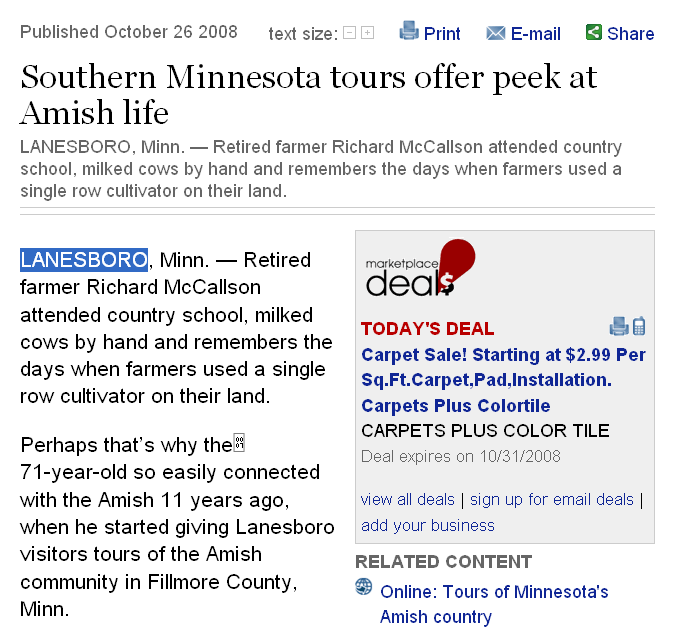 Published October 26 2008 text size: Print E-mail Share
Southern Minnesota tours offer peek at
Amish life
LANESBORO, Minn. — Retired farmer Richard McCallson attended country
school, milked cows by hand and remembers the days when farmers used a
single row cultivator on their land.
LANESBORO, Minn. — Retired
farmer Richard McCallson
attended country school, milked
cows by hand and remembers the
days when farmers used a single
row cultivator on their land.
Perhaps that’s why the
71-year-old so easily connected
with the Amish 11 years ago,
when he started giving Lanesboro
visitors tours of the Amish
community in Fillmore County,
Minn.
marketplace
deals
TODAY'S DEAL
Carpet Sale! Starting at $2.99 Per
Sq.Ft.Carpet,Pad,Installation.
Carpets Plus Colortile
CARPETS PLUS COLOR TILE
Deal expires on 10/31/2008
view all deals | sign up for email deals |
add your business
RELATED CONTENT
Online: Tours of Minnesota's
Amish country